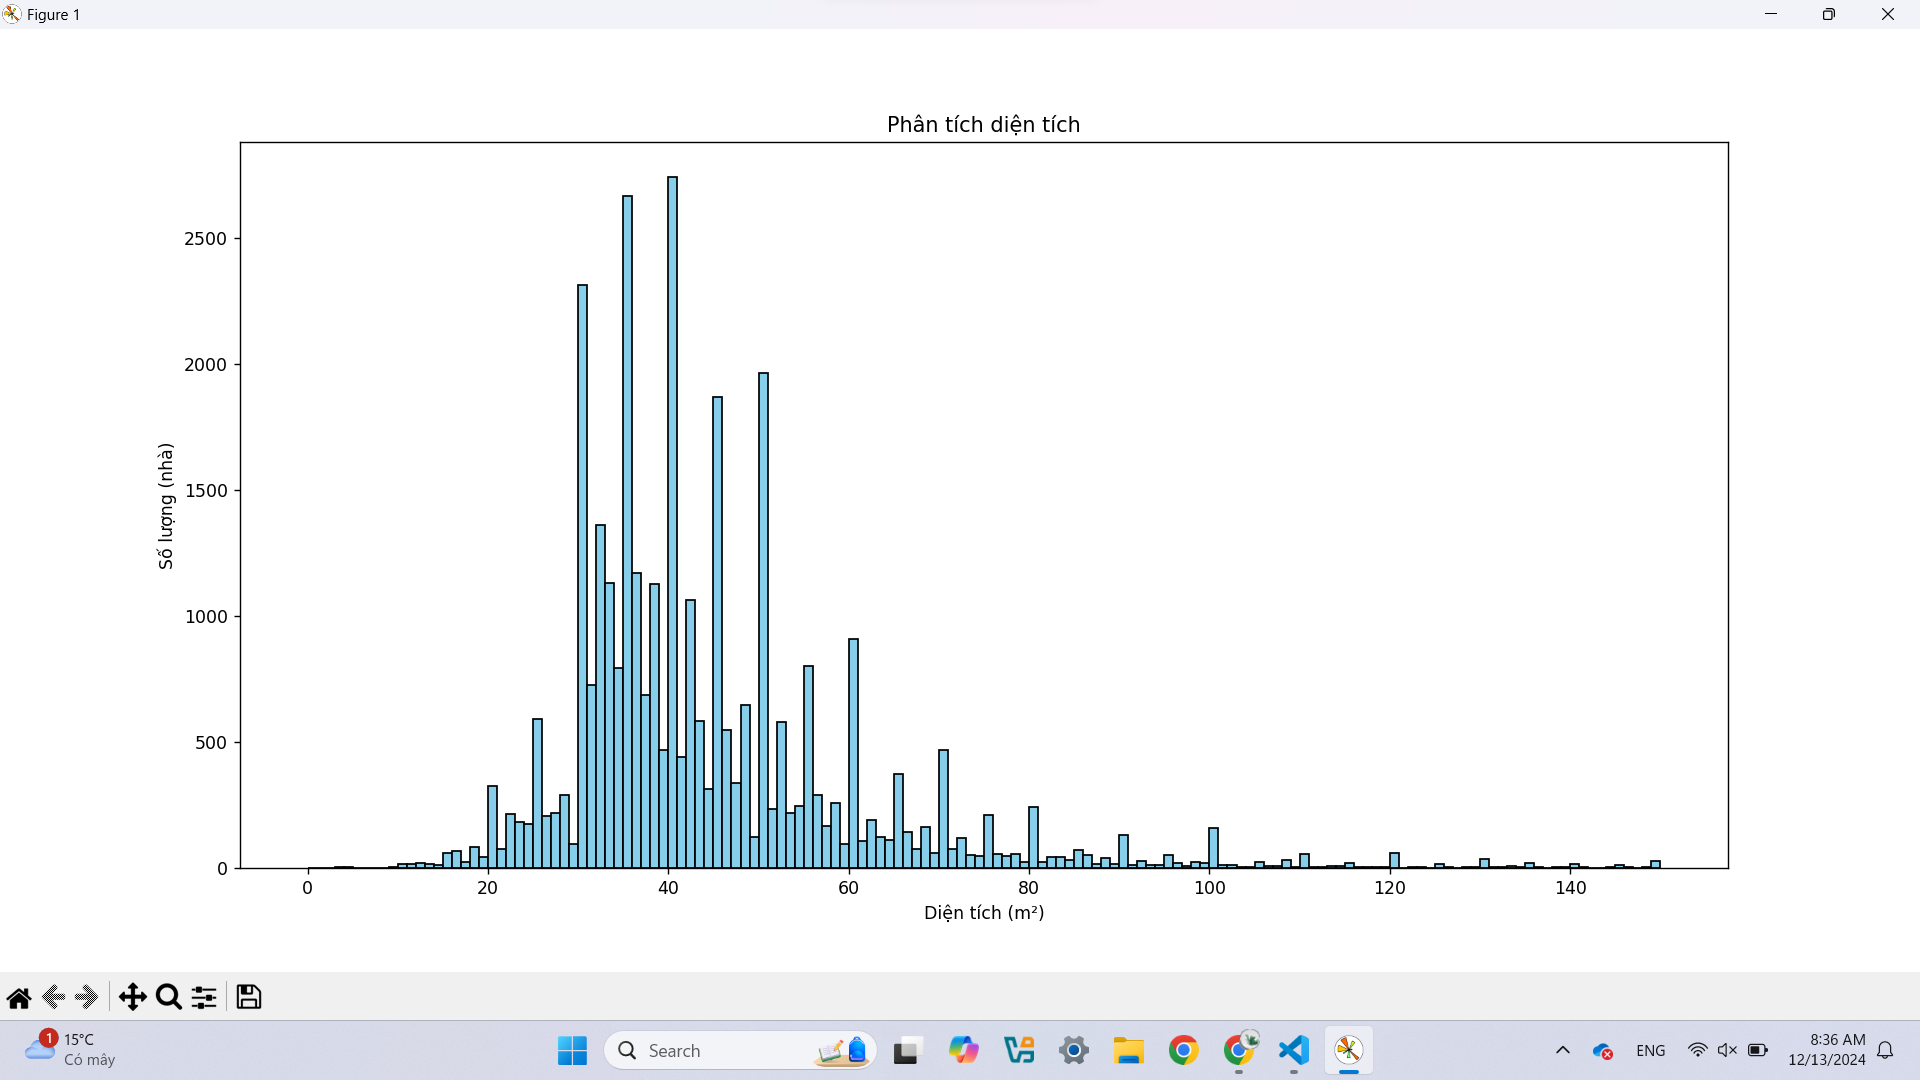 Figure 1
Phân tích diện tích
2500
2000
1500
1000
500
0
Số lượng (nhà)
0 20 40 60 80 100 120 140
Diện tích (m²)
1
15°C
Có mây
Search
ENG
8:36 AM
12/13/2024